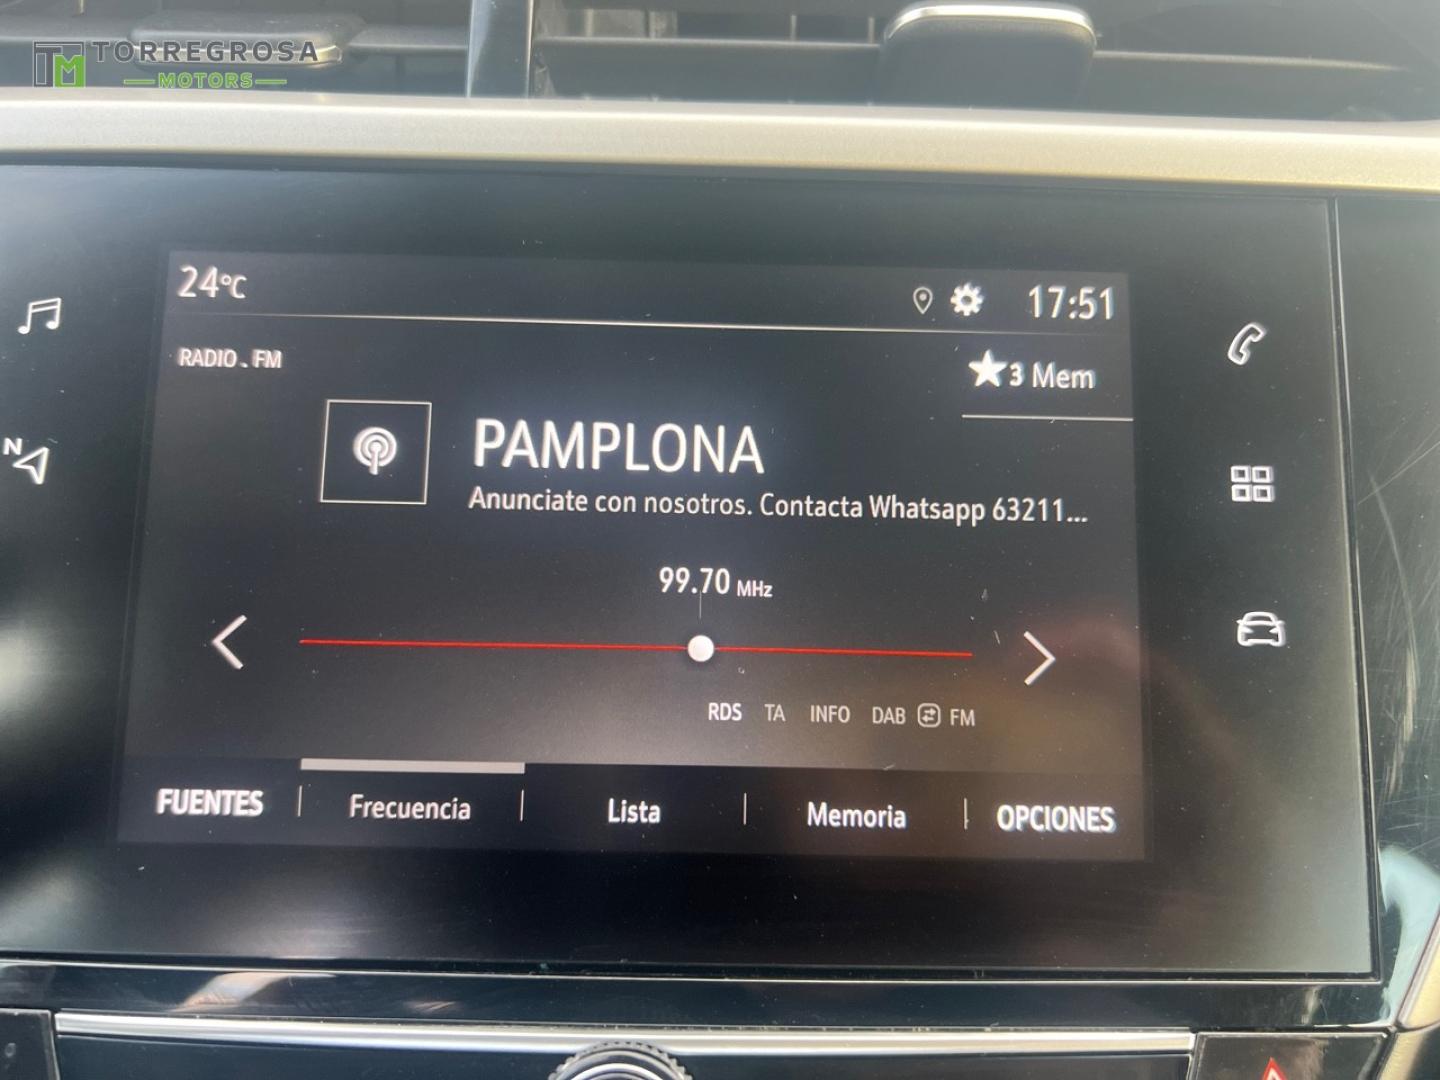 TM TORREGROSA
MOTORS
24°C
17:51
RADIO . FM
3 Mem
PAMPLONA
Anunciate con nosotros. Contacta Whatsapp 63211...
99.70 MHz
N
RDS TA INFO DAB FM
FUENTES Frecuencia Lista Memoria OPCIONES